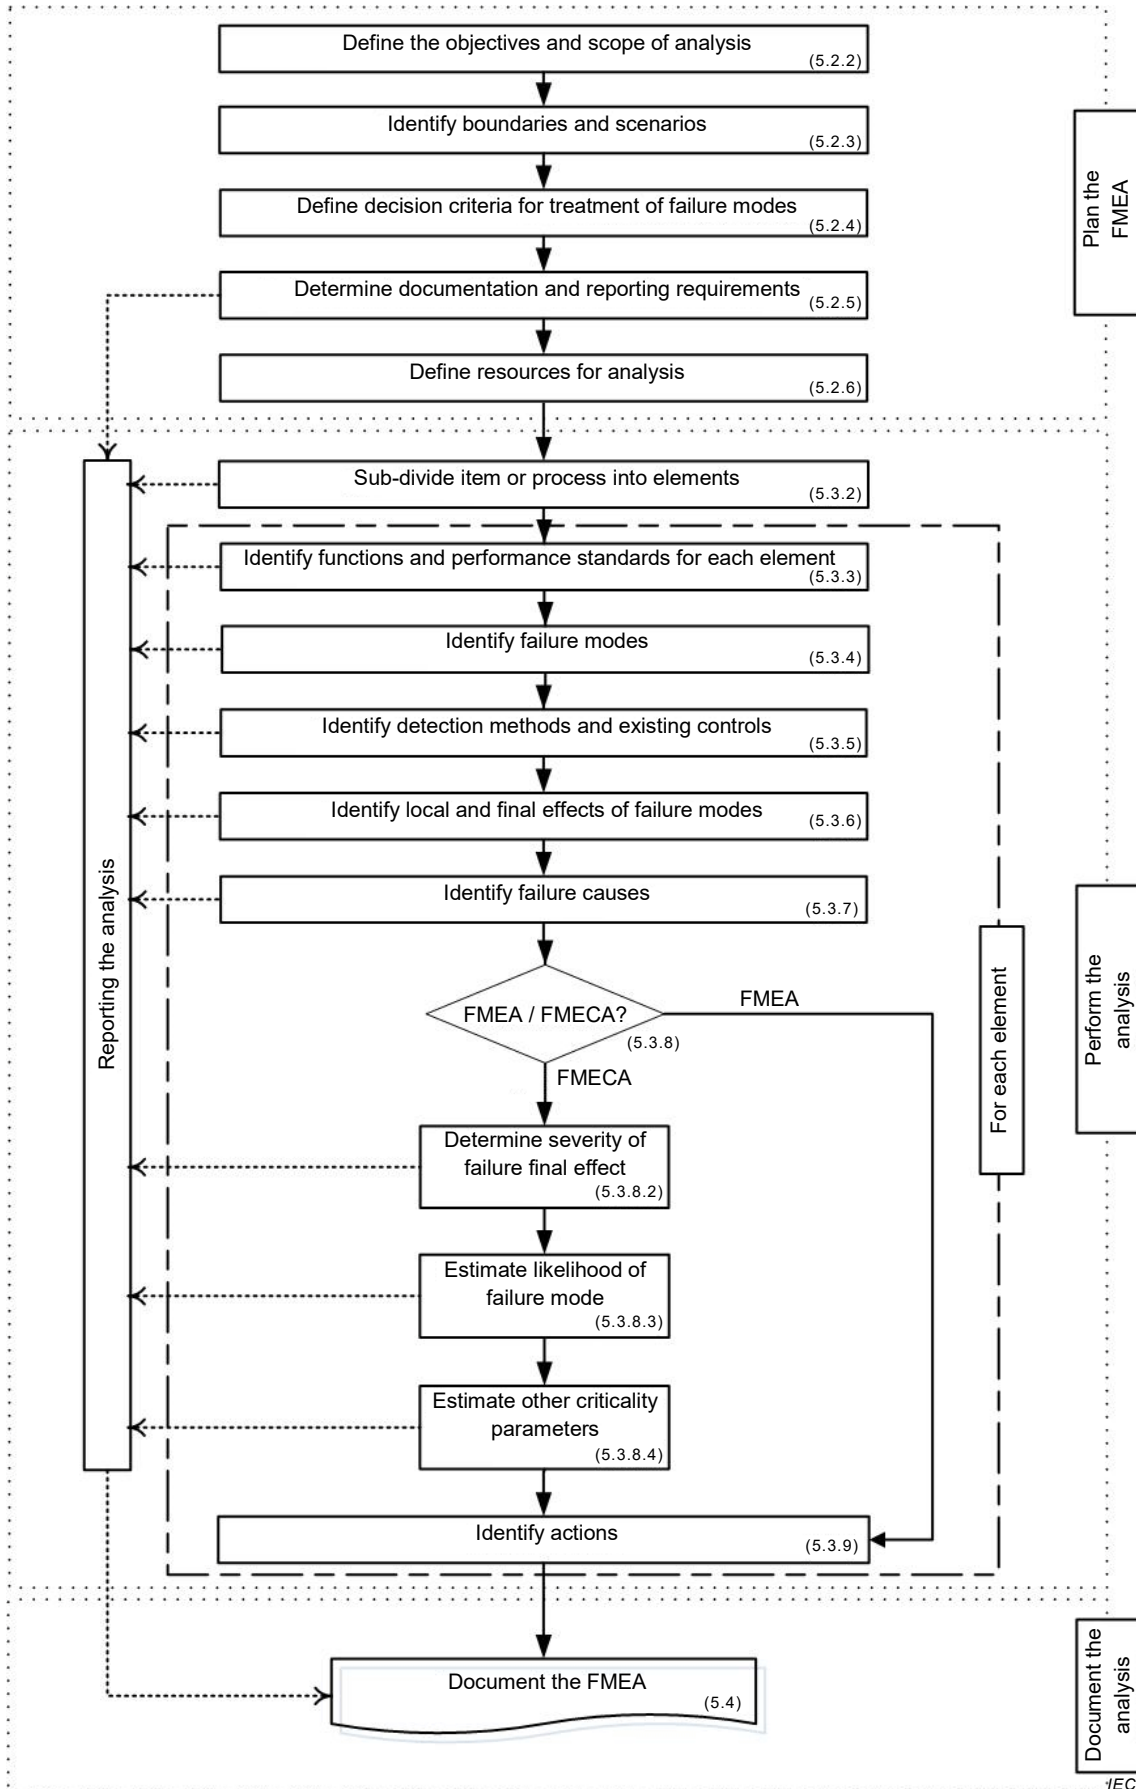 Define the objectives and scope of analysis
(5.2.2)
Identify boundaries and scenarios
(5.2.3)
Define decision criteria for treatment of failure modes
(5.2.4)
Plan the
FMEA
Determine documentation and reporting requirements
(5.2.5)
Define resources for analysis
(5.2.6)
Sub-divide item or process into elements
(5.3.2)
Identify functions and performance standards for each element
(5.3.3)
Identify failure modes
(5.3.4)
Identify detection methods and existing controls
(5.3.5)
Identify local and final effects of failure modes
(5.3.6)
Identify failure causes
(5.3.7)
Reporting the analysis
FMEA / FMECA?
(5.3.8)
FMEA
FMECA
For each element
Perform the
analysis
Determine severity of
failure final effect
(5.3.8.2)
Estimate likelihood of
failure mode
(5.3.8.3)
Estimate other criticality
parameters
(5.3.8.4)
Identify actions
(5.3.9)
Document the FMEA
(5.4)
Document the
analysis
IEC